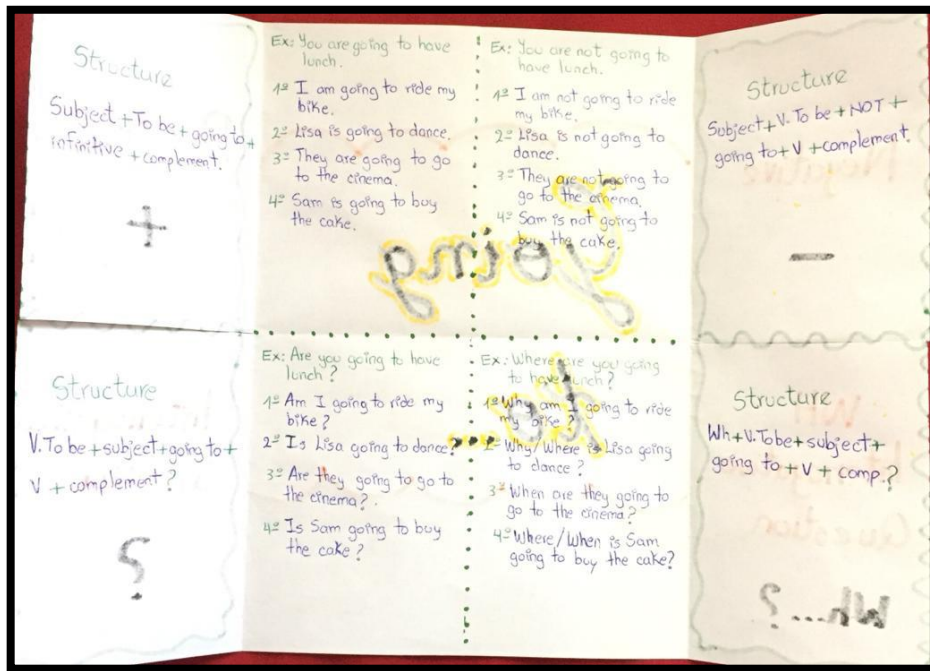 Structure
Subject + To be + going to +
infinitive + complement.
+
Ex: You are going to have
lunch.
1º I am going to ride my
bike.
2º Lisa is going to dance.
3º They are going to go
to the cinema.
4º Sam is going to buy
the cake.
Ex: You are not going to
have lunch.
1º I am not going to ride
my bike.
2º Lisa is not going to
dance.
3º They are not going to
go to the cinema.
4º Sam is not going to
buy the cake.
Structure
Subject + V. To be + NOT +
going to + V + complement.
-
Negative
going
Structure
V. To be + subject + going to +
V + complement?
?
Ex: Are you going to have
lunch?
1º Am I going to ride my
bike?
2º Is Lisa going to dance?
3º Are they going to go to
the cinema?
4º Is Sam going to buy
the cake?
Ex: Where are you going
to have lunch?
1º Why am I going to ride
my bike?
2º Why/Where is Lisa going
to dance?
3º When are they going to
go to the cinema?
4º Where/When is Sam
going to buy the cake?
to
Structure
Wh + V. To be + subject +
going to + V + comp.?
Question
Wh...?